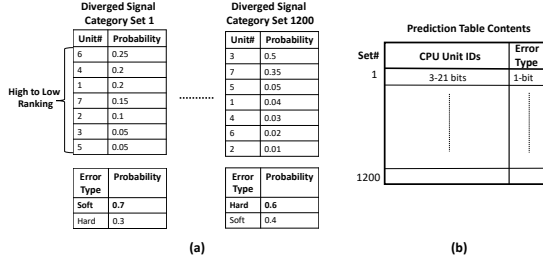 Diverged Signal
Category Set 1
Unit# Probability
6 0.25
4 0.2
1 0.2
7 0.15
2 0.1
3 0.05
5 0.05
High to Low
Ranking
Error
Type Probability
Soft 0.7
Hard 0.3
...........
Diverged Signal
Category Set 1200
Unit# Probability
3 0.5
7 0.35
5 0.05
1 0.04
4 0.03
6 0.02
2 0.01
Error
Type Probability
Hard 0.6
Soft 0.4
(a)
Prediction Table Contents
Set# CPU Unit IDs Error
Type
1 3-21 bits 1-bit
1200
(b)